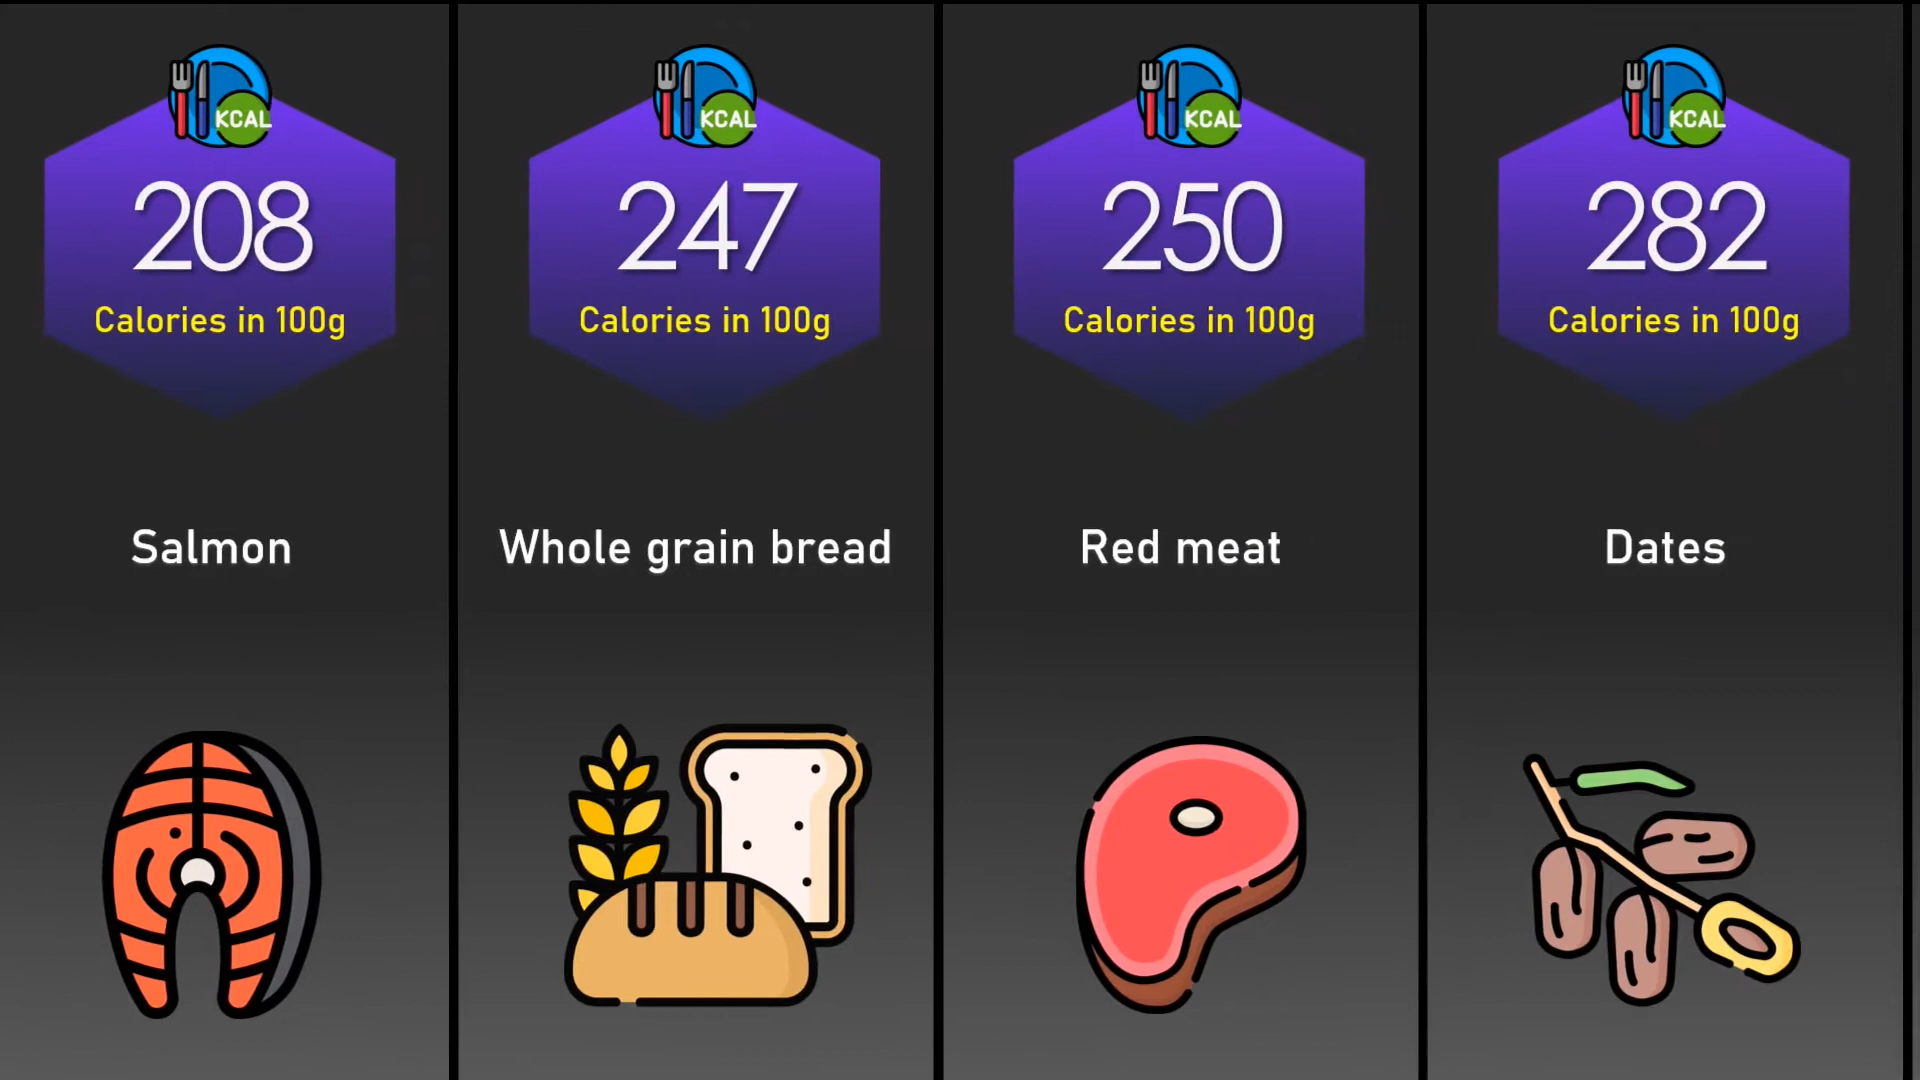 KCAL
208
Calories in 100g
Salmon
KCAL
247
Calories in 100g
Whole grain bread
KCAL
250
Calories in 100g
Red meat
KCAL
282
Calories in 100g
Dates